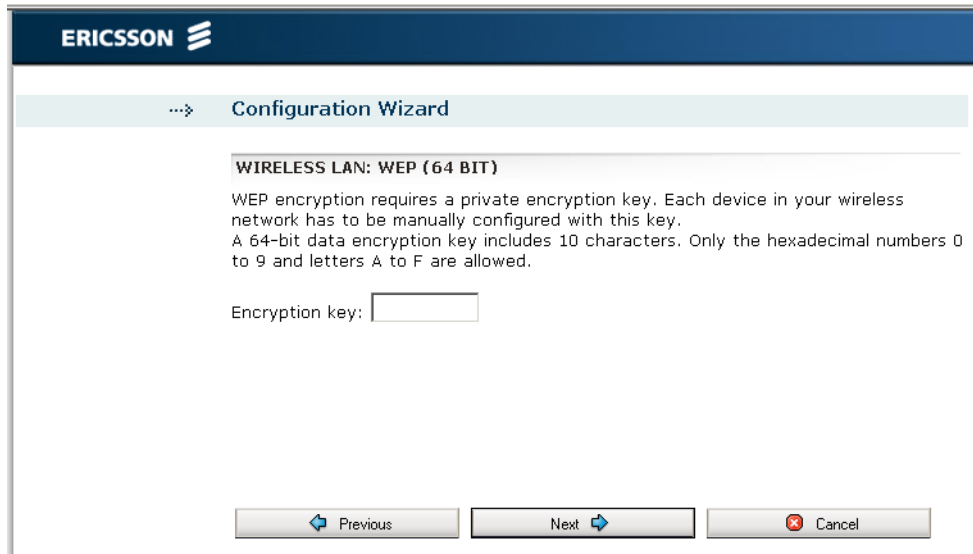 ERICSSON
Configuration Wizard
WIRELESS LAN: WEP (64 BIT)
WEP encryption requires a private encryption key. Each device in your wireless
network has to be manually configured with this key.
A 64-bit data encryption key includes 10 characters. Only the hexadecimal numbers 0
to 9 and letters A to F are allowed.
Encryption key:
Previous Next Cancel